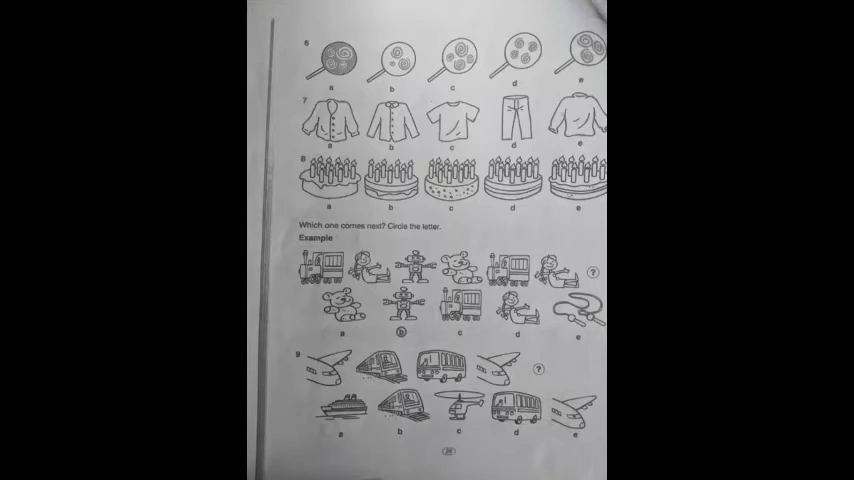 6
a b c d e
7
a b c d e
8
a b c d e
Which one comes next? Circle the letter.
Example
?
a b c d e
9
?
a b c d e